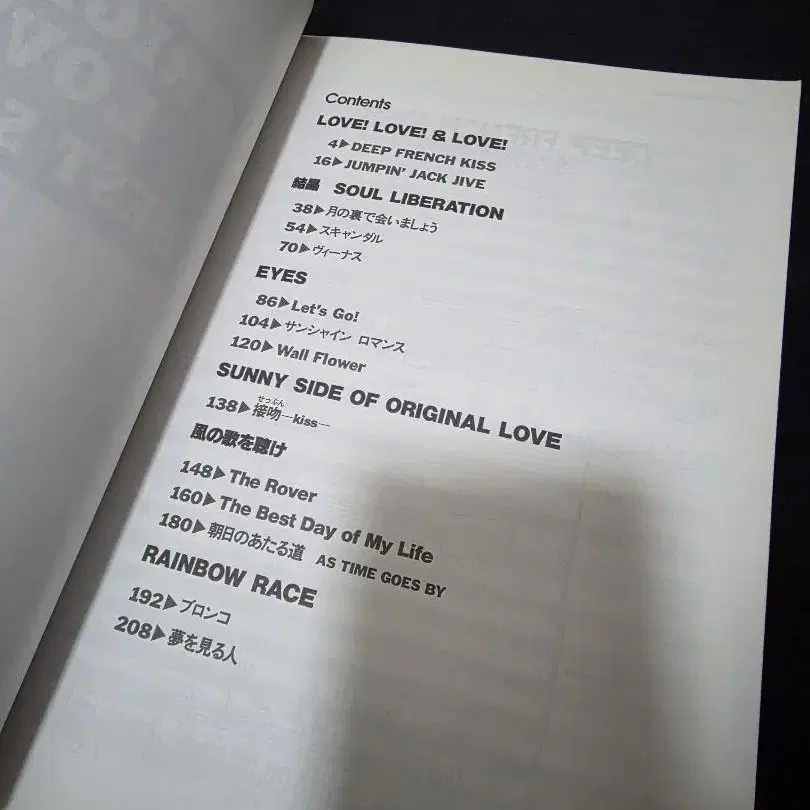 Contents
LOVE! LOVE! & LOVE!
4▶DEEP FRENCH KISS
16▶JUMPIN' JACK JIVE
結晶 SOUL LIBERATION
38▶月の裏で会いましょう
54▶スキャンダル
70▶ヴィーナス
EYES
86▶Let's Go!
104▶サンシャイン ロマンス
120▶Wall Flower
SUNNY SIDE OF ORIGINAL LOVE
せっぷん
138▶接吻—kiss—
風の歌を聴け
148▶The Rover
160▶The Best Day of My Life
180▶朝日のあたる道 AS TIME GOES BY
RAINBOW RACE
192▶ブロンコ
208▶夢を見る人